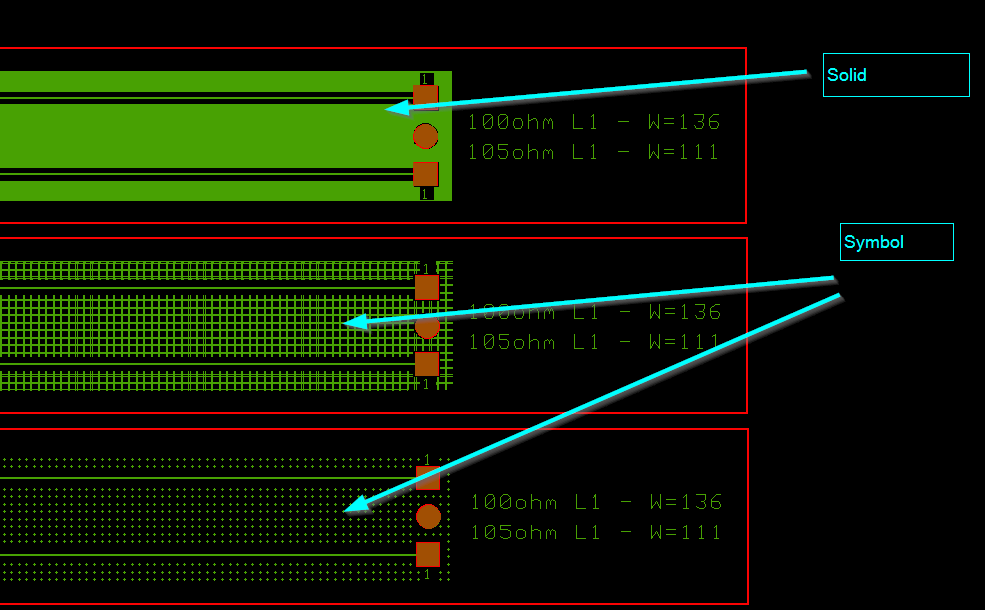 1
Solid
100ohm L1 - W=136
105ohm L1 - W=111
1
Symbol
1
100ohm L1 - W=136
105ohm L1 - W=111
1
1
100ohm L1 - W=136
105ohm L1 - W=111
1